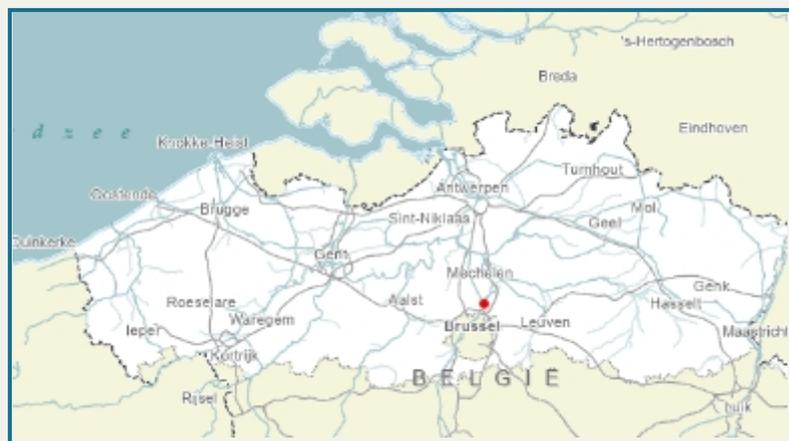 's-Hertogenbosch
Breda
d z e e
Eindhoven
Knokke-Heist
Turnhout
Antwerpen
Oostende
Mol
Brugge
Sint-Niklaas
Geel
Duinkerke
Gent
Mechelen
Genk
Roeselare
Aalst
Hasselt
Waregem
Ieper
Brussel
Leuven
Maastricht
Kortrijk
BELGIË
Rijsel
Luik